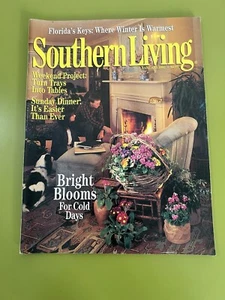 Florida's Keys: Where Winter Is Warmest
Southern Living
Weekend Project:
Turn Trays
Into Tables
Sunday Dinner:
It's Easier
Than Ever
Bright
Blooms
For Cold
Days